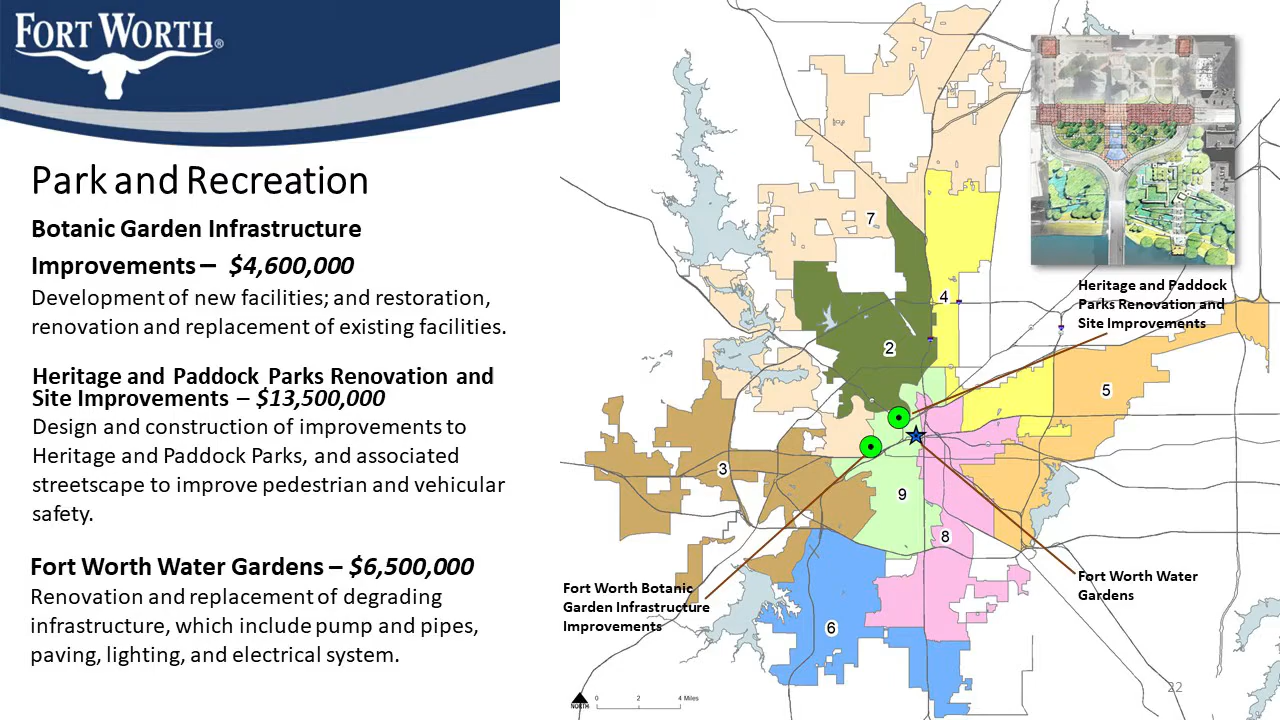 FORT WORTH®
Park and Recreation
Botanic Garden Infrastructure
Improvements – $4,600,000
Development of new facilities; and restoration,
renovation and replacement of existing facilities.
Heritage and Paddock Parks Renovation and
Site Improvements – $13,500,000
Design and construction of improvements to
Heritage and Paddock Parks, and associated
streetscape to improve pedestrian and vehicular
safety.
Fort Worth Water Gardens – $6,500,000
Renovation and replacement of degrading
infrastructure, which include pump and pipes,
paving, lighting, and electrical system.
7
4
2
5
3
9
8
6
Heritage and Paddock
Parks Renovation and
Site Improvements
Fort Worth Botanic
Garden Infrastructure
Improvements
Fort Worth Water
Gardens
NORTH
0 2 4 Miles
22